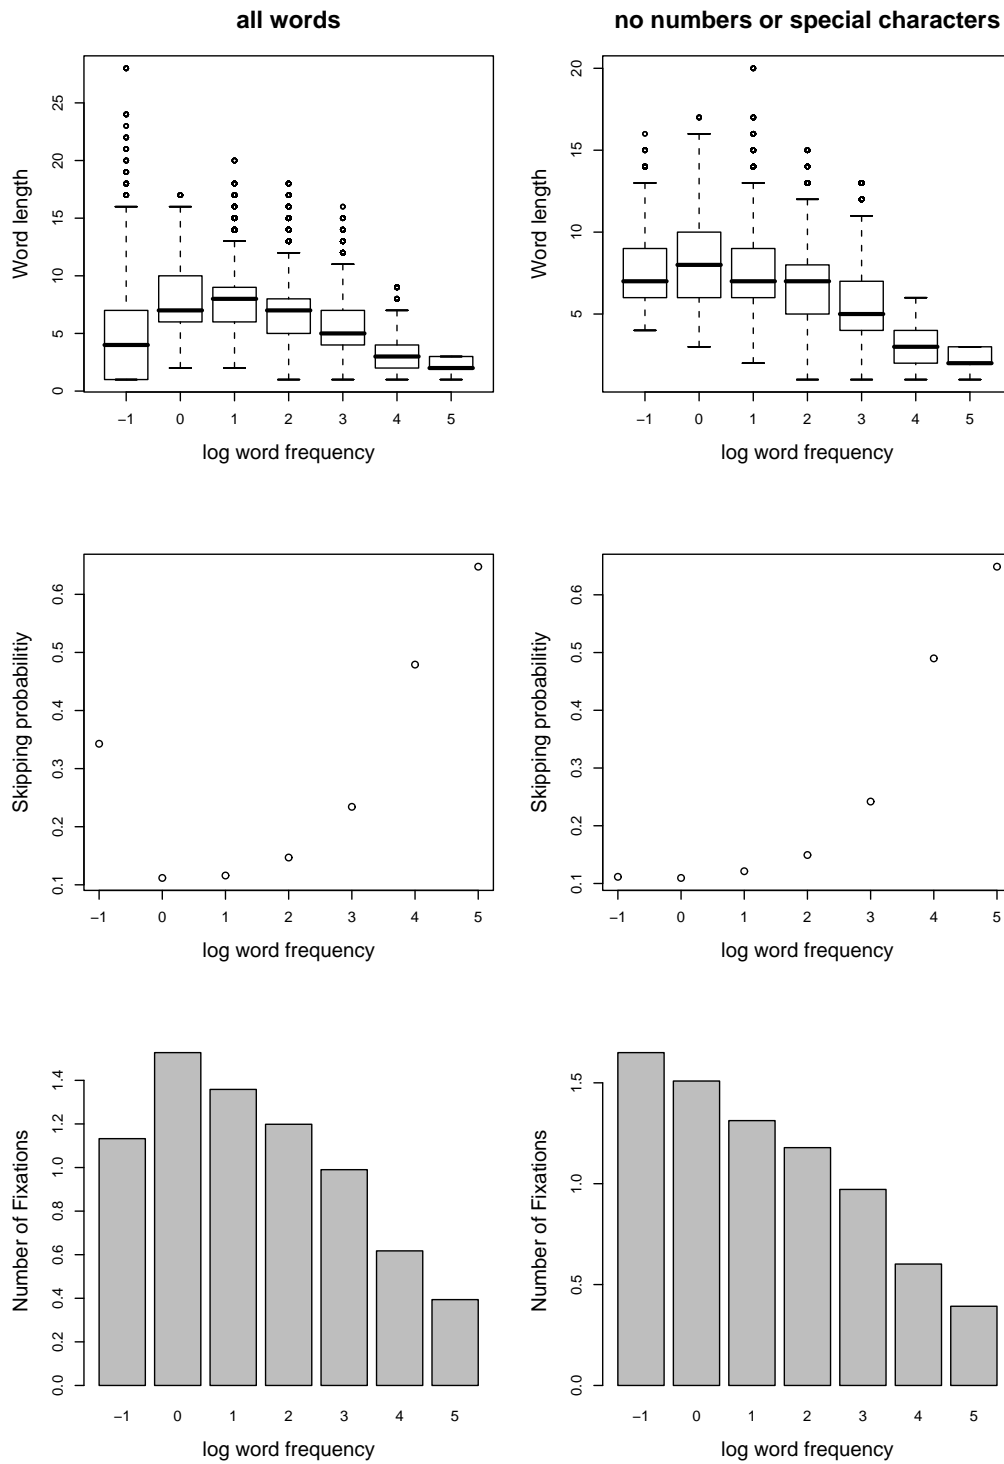 all words
no numbers or special characters
Word length
0 5 10 15 20 25
−1 0 1 2 3 4 5
log word frequency
Word length
5 10 15 20
−1 0 1 2 3 4 5
log word frequency
Skipping probabilitiy
0.1 0.2 0.3 0.4 0.5 0.6
−1 0 1 2 3 4 5
log word frequency
Skipping probabilitiy
0.1 0.2 0.3 0.4 0.5 0.6
−1 0 1 2 3 4 5
log word frequency
Number of Fixations
0.0 0.2 0.4 0.6 0.8 1.0 1.2 1.4
−1 0 1 2 3 4 5
log word frequency
Number of Fixations
0.0 0.5 1.0 1.5
−1 0 1 2 3 4 5
log word frequency